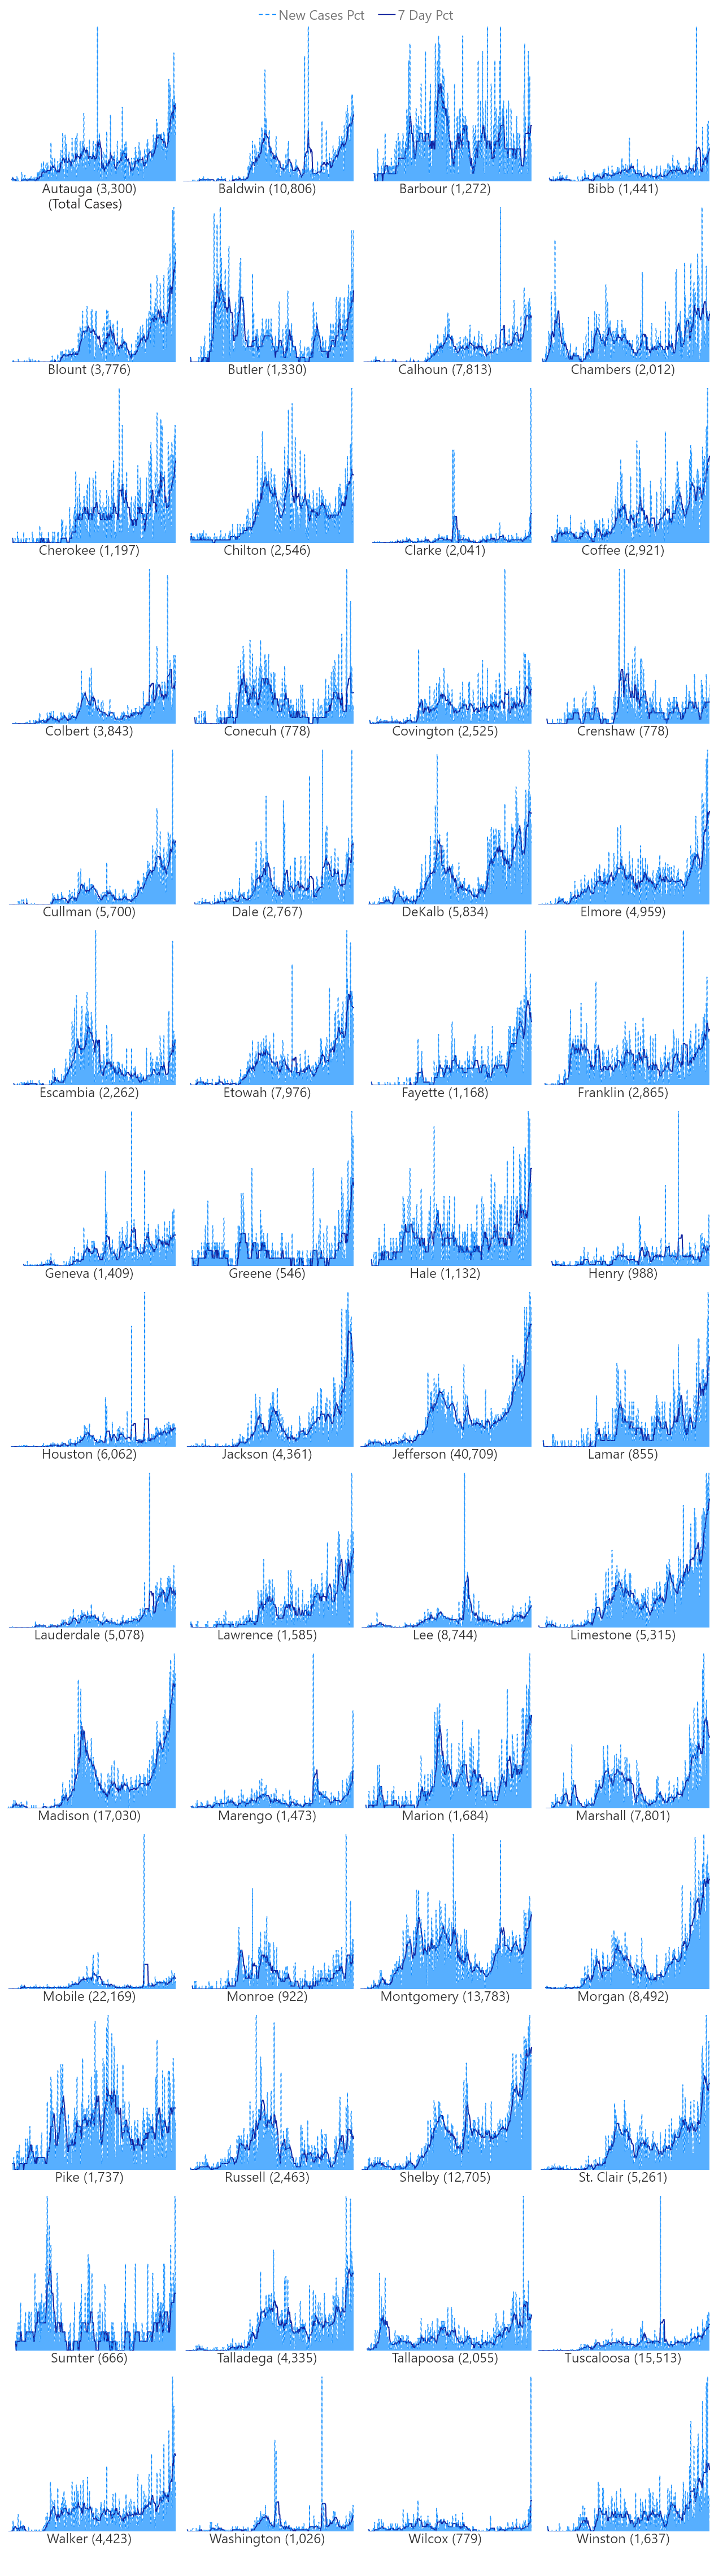 New Cases Pct 7 Day Pct
Autauga (3,300) Baldwin (10,806) Barbour (1,272) Bibb (1,441)
(Total Cases)
Blount (3,776) Butler (1,330) Calhoun (7,813) Chambers (2,012)
Cherokee (1,197) Chilton (2,546) Clarke (2,041) Coffee (2,921)
Colbert (3,843) Conecuh (778) Covington (2,525) Crenshaw (778)
Cullman (5,700) Dale (2,767) DeKalb (5,834) Elmore (4,959)
Escambia (2,262) Etowah (7,976) Fayette (1,168) Franklin (2,865)
Geneva (1,409) Greene (546) Hale (1,132) Henry (988)
Houston (6,062) Jackson (4,361) Jefferson (40,709) Lamar (855)
Lauderdale (5,078) Lawrence (1,585) Lee (8,744) Limestone (5,315)
Madison (17,030) Marengo (1,473) Marion (1,684) Marshall (7,801)
Mobile (22,169) Monroe (922) Montgomery (13,783) Morgan (8,492)
Pike (1,737) Russell (2,463) Shelby (12,705) St. Clair (5,261)
Sumter (666) Talladega (4,335) Tallapoosa (2,055) Tuscaloosa (15,513)
Walker (4,423) Washington (1,026) Wilcox (779) Winston (1,637)